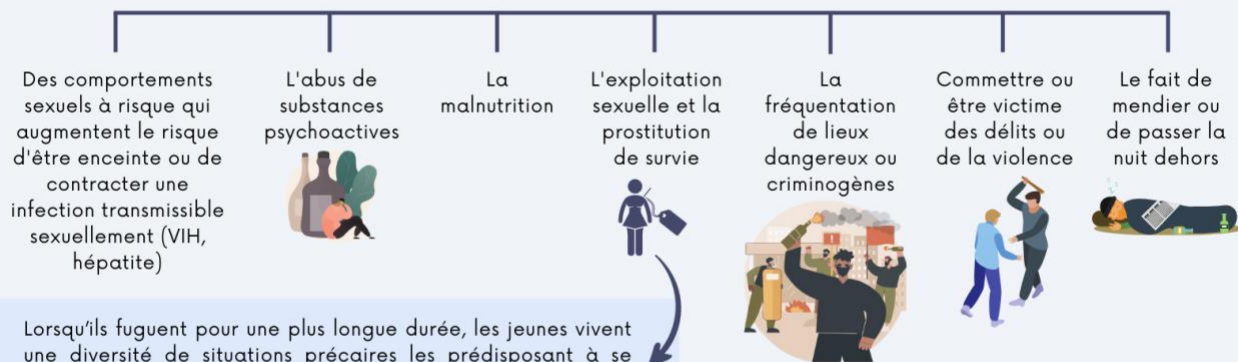 Des comportements
sexuels à risque qui
augmentent le risque
d'être enceinte ou de
contracter une
infection transmissible
sexuellement (VIH,
hépatite)
L'abus de
substances
psychoactives
La
malnutrition
L'exploitation
sexuelle et la
prostitution
de survie
La
fréquentation
de lieux
dangereux ou
criminogènes
Commettre ou
être victime
des délits ou
de la violence
Le fait de
mendier ou
de passer la
nuit dehors
Lorsqu'ils fuguent pour une plus longue durée, les jeunes vivent
une diversité de situations précaires les prédisposant à se